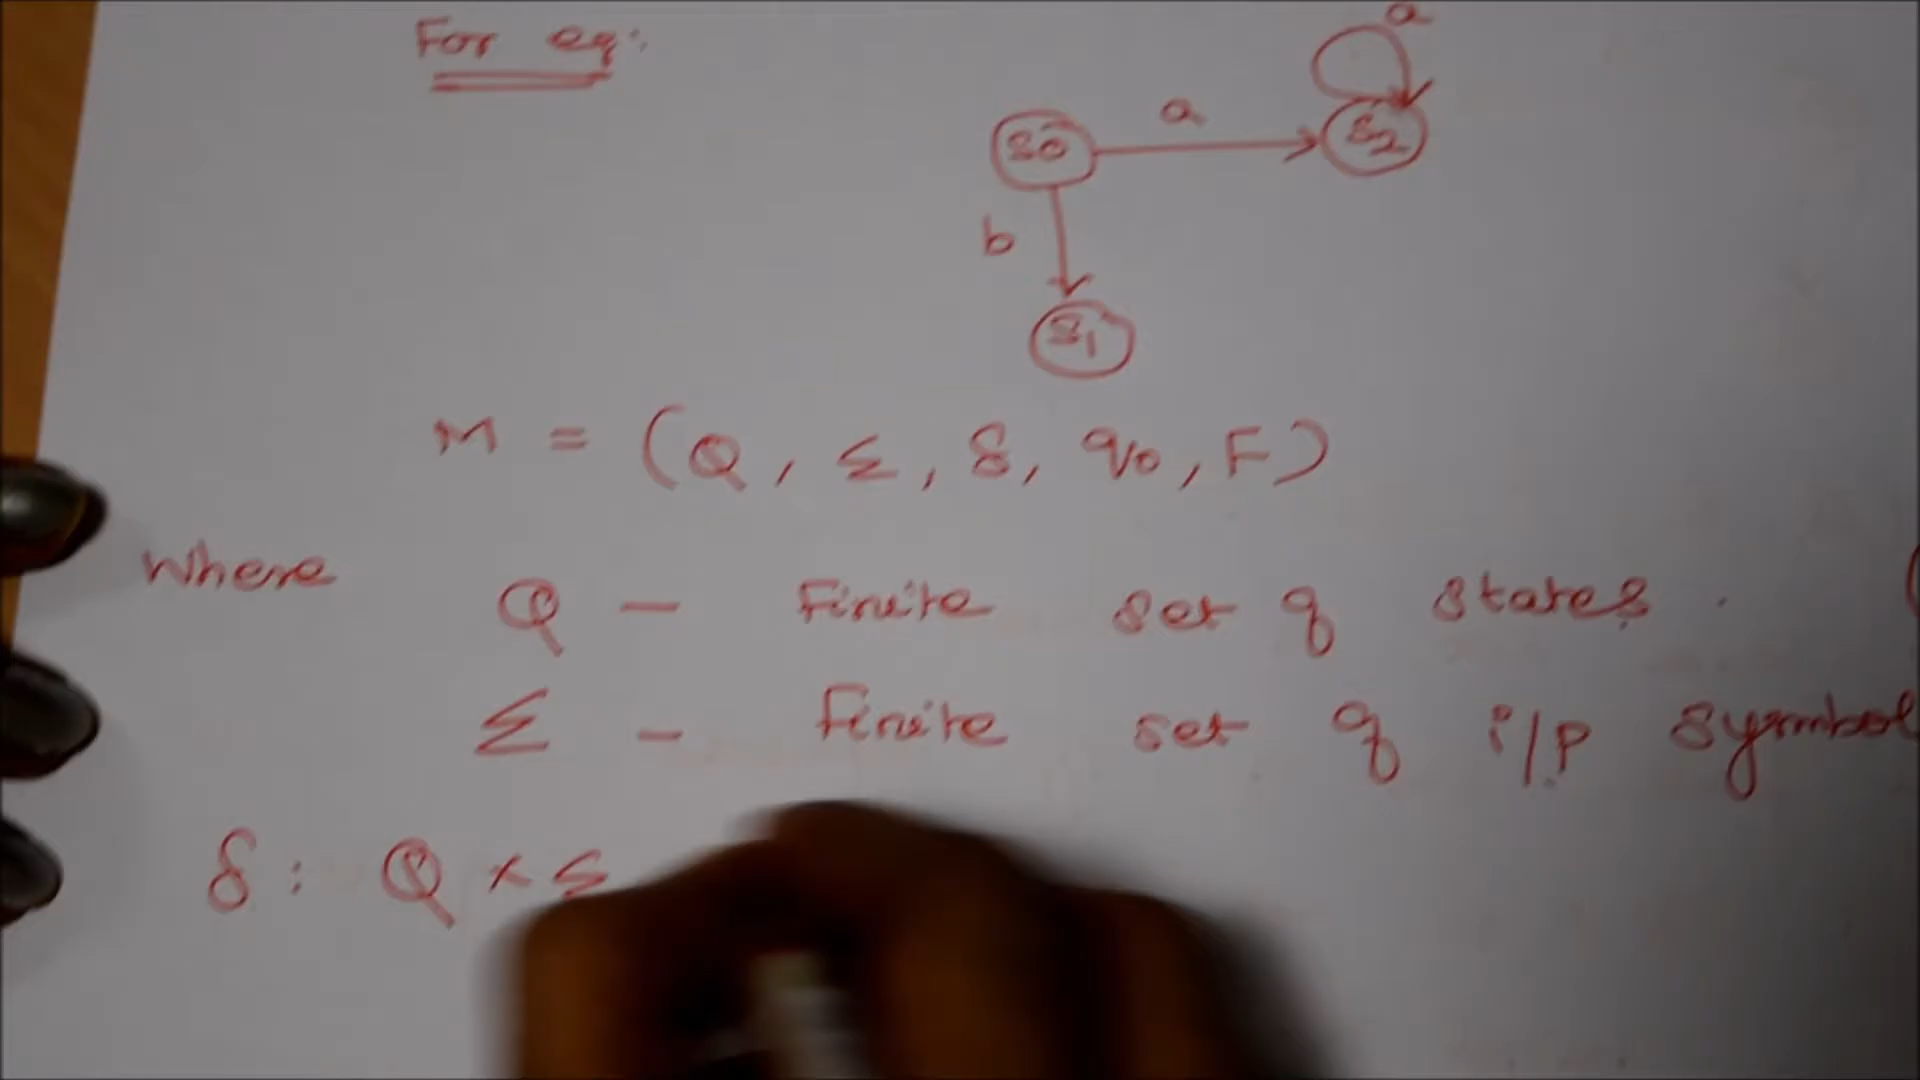 For eg:
a
S0 a S2
b
S1
M = (Q, Σ, δ, q0, F)
Where Q - Finite set of states.
Σ - Finite set of i/p symbol
δ: Q × Σ